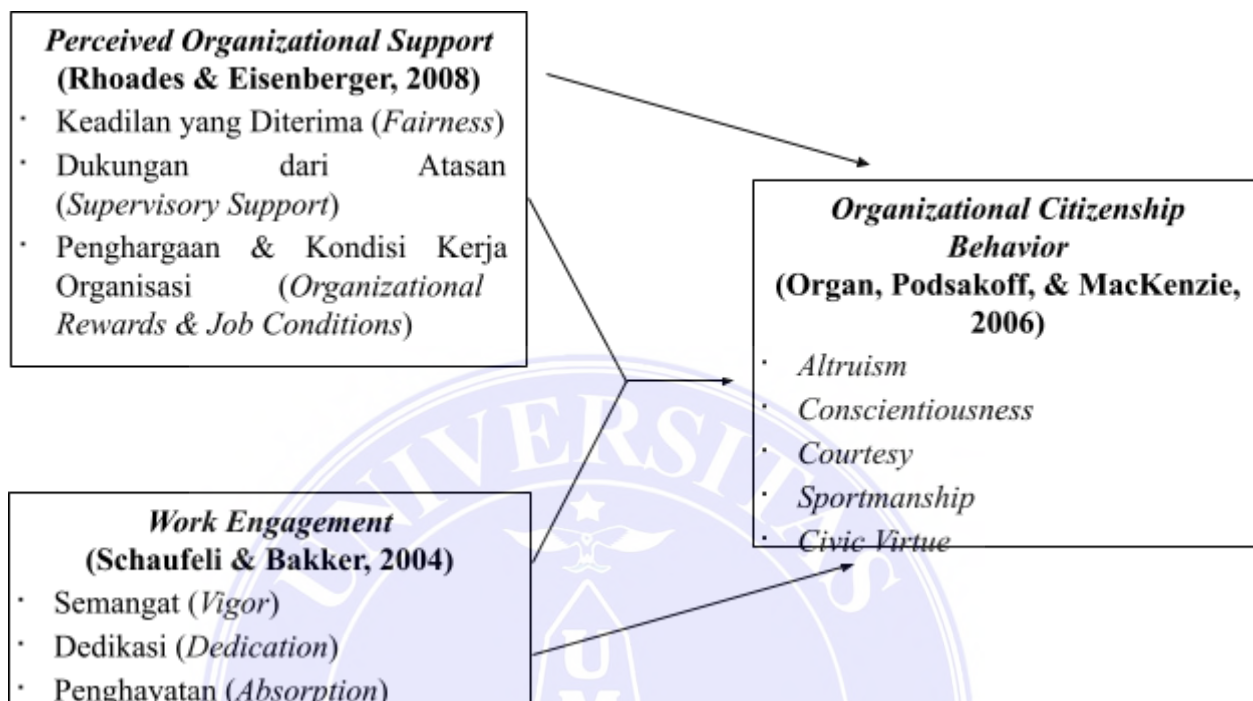 Perceived Organizational Support
(Rhoades & Eisenberger, 2008)
· Keadilan yang Diterima (Fairness)
· Dukungan dari Atasan
(Supervisory Support)
· Penghargaan & Kondisi Kerja
Organisasi (Organizational
Rewards & Job Conditions)
Organizational Citizenship
Behavior
(Organ, Podsakoff, & MacKenzie,
2006)
· Altruism
· Conscientiousness
· Courtesy
· Sportmanship
· Civic Virtue
Work Engagement
(Schaufeli & Bakker, 2004)
· Semangat (Vigor)
· Dedikasi (Dedication)
· Penghayatan (Absorption)
UNIVERSITAS
U
M